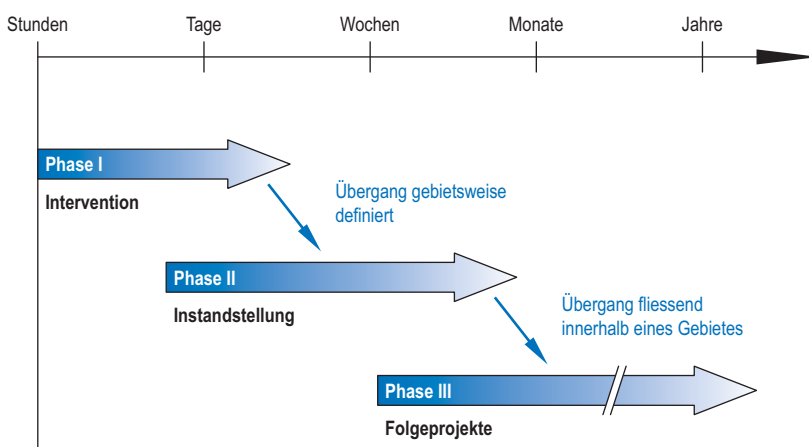 Stunden
Tage
Wochen
Monate
Jahre
Phase I
Intervention
Übergang gebietsweise
definiert
Phase II
Instandstellung
Übergang fliessend
innerhalb eines Gebietes
Phase III
Folgeprojekte